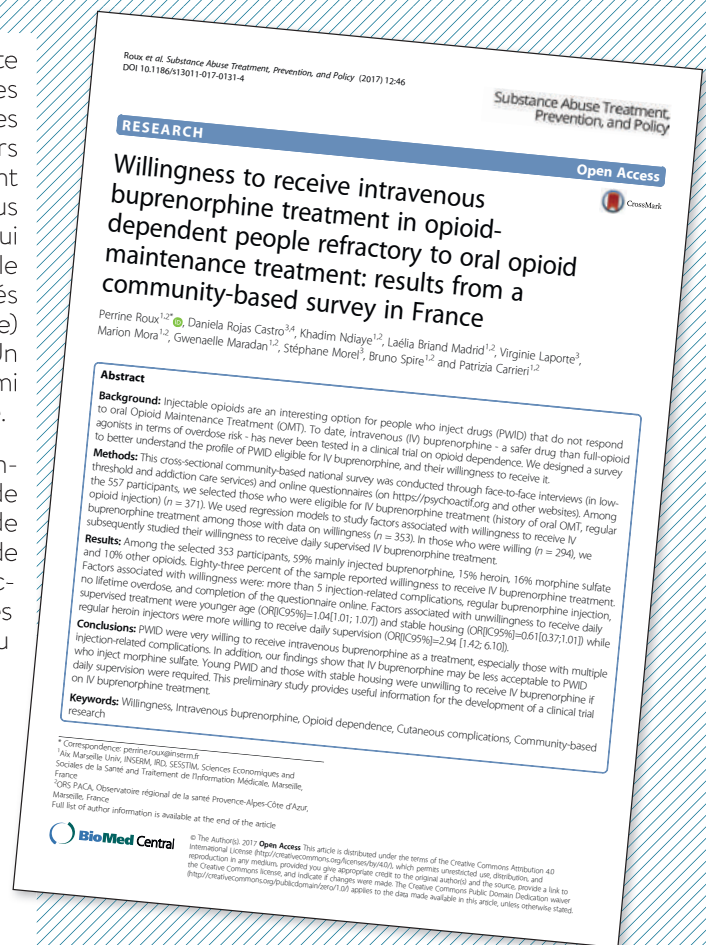 te
es
es
rs
nt
us
ui
le
és
e)
Un
mi
.
n-
de
de
de
c-
os
u
Roux et al. Substance Abuse Treatment, Prevention, and Policy (2017) 12:46
DOI 10.1186/s13011-017-0131-4
Substance Abuse Treatment,
Prevention, and Policy
RESEARCH
Open Access
CrossMark
Willingness to receive intravenous
buprenorphine treatment in opioid-
dependent people refractory to oral opioid
maintenance treatment: results from a
community-based survey in France
Perrine Roux1,2*, Daniela Rojas Castro3,4, Khadim Ndiaye1,2, Laélia Briand Madrid1,2, Virginie Laporte3,
Marion Mora1,2, Gwenaelle Maradan1,2, Stéphane Morel3, Bruno Spire1,2 and Patrizia Carrieri1,2
Abstract
Background: Injectable opioids are an interesting option for people who inject drugs (PWID) that do not respond
to oral Opioid Maintenance Treatment (OMT). To date, intravenous (IV) buprenorphine - a safer drug than full-opioid
agonists in terms of overdose risk - has never been tested in a clinical trial on opioid dependence. We designed a survey
to better understand the profile of PWID eligible for IV buprenorphine, and their willingness to receive it.
Methods: This cross-sectional community-based national survey was conducted through face-to-face interviews (in low-
threshold and addiction care services) and online questionnaires (on https://psychoactif.org and other websites). Among
the 557 participants, we selected those who were eligible for IV buprenorphine treatment (history of oral OMT, regular
opioid injection) (n = 371). We used regression models to study factors associated with willingness to receive IV
buprenorphine treatment among those with data on willingness (n = 353). In those who were willing (n = 294), we
subsequently studied their willingness to receive daily supervised IV buprenorphine treatment.
Results: Among the selected 353 participants, 59% mainly injected buprenorphine, 15% heroin, 16% morphine sulfate
and 10% other opioids. Eighty-three percent of the sample reported willingness to receive IV buprenorphine treatment.
Factors associated with willingness were: more than 5 injection-related complications, regular buprenorphine injection,
no lifetime overdose, and completion of the questionnaire online. Factors associated with unwillingness to receive daily
supervised treatment were younger age (OR[IC95%]=1.04[1.01; 1.07]) and stable housing (OR[IC95%]=0.61[0.37;1.01]) while
regular heroin injectors were more willing to receive daily supervision (OR[IC95%]=2.94 [1.42; 6.10]).
Conclusions: PWID were very willing to receive intravenous buprenorphine as a treatment, especially those with multiple
injection-related complications. In addition, our findings show that IV buprenorphine may be less acceptable to PWID
who inject morphine sulfate. Young PWID and those with stable housing were unwilling to receive IV buprenorphine if
daily supervision were required. This preliminary study provides useful information for the development of a clinical trial
on IV buprenorphine treatment.
Keywords: Willingness, Intravenous buprenorphine, Opioid dependence, Cutaneous complications, Community-based
research
* Correspondence: perrine.roux@inserm.fr
1Aix Marseille Univ, INSERM, IRD, SESSTIM, Sciences Economiques et
Sociales de la Santé and Traitement de l'Information Médicale, Marseille,
France
2ORS PACA, Observatoire régional de la santé Provence-Alpes-Côte d'Azur,
Marseille, France
Full list of author information is available at the end of the article
BioMed Central
© The Author(s). 2017 Open Access This article is distributed under the terms of the Creative Commons Attribution 4.0
International License (http://creativecommons.org/licenses/by/4.0/), which permits unrestricted use, distribution, and
reproduction in any medium, provided you give appropriate credit to the original author(s) and the source, provide a link to
the Creative Commons license, and indicate if changes were made. The Creative Commons Public Domain Dedication waiver
(http://creativecommons.org/publicdomain/zero/1.0/) applies to the data made available in this article, unless otherwise stated.